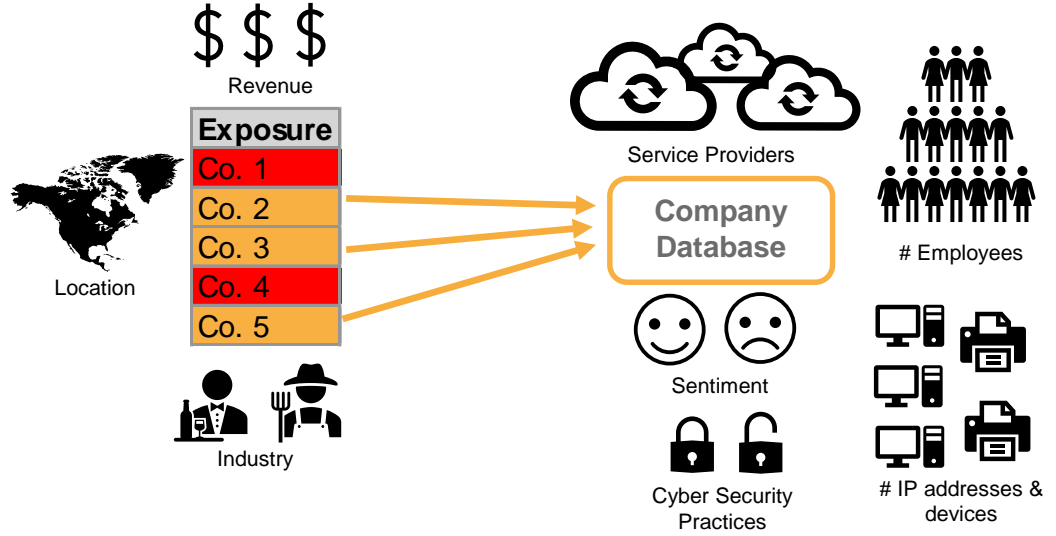 $ $ $
Revenue
Exposure
Co. 1
Co. 2
Co. 3
Co. 4
Co. 5
Location
Industry
Service Providers
Company
Database
# Employees
Sentiment
Cyber Security
Practices
# IP addresses &
devices